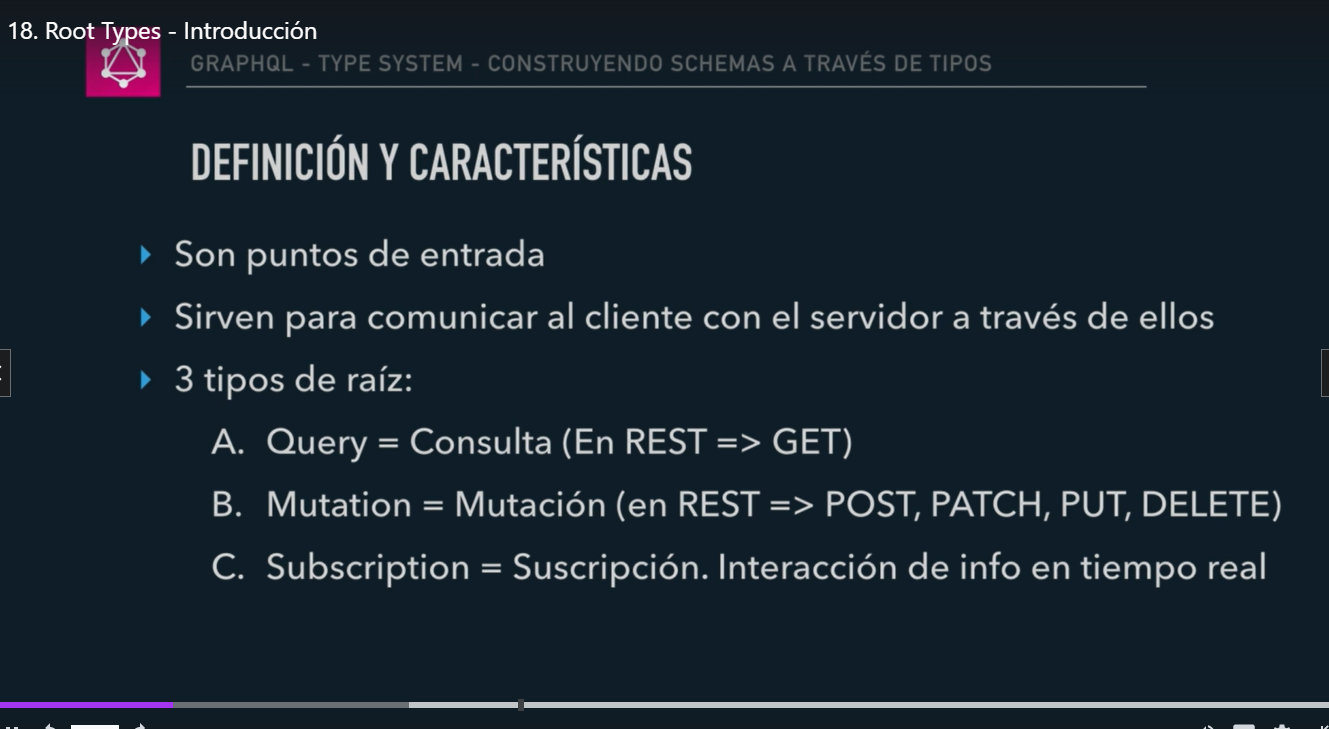 18. Root Types - Introducción
GRAPHQL - TYPE SYSTEM - CONSTRUYENDO SCHEMAS A TRAVÉS DE TIPOS
DEFINICIÓN Y CARACTERÍSTICAS
Son puntos de entrada
Sirven para comunicar al cliente con el servidor a través de ellos
3 tipos de raíz:
A. Query = Consulta (En REST => GET)
B. Mutation = Mutación (en REST => POST, PATCH, PUT, DELETE)
C. Subscription = Suscripción. Interacción de info en tiempo real